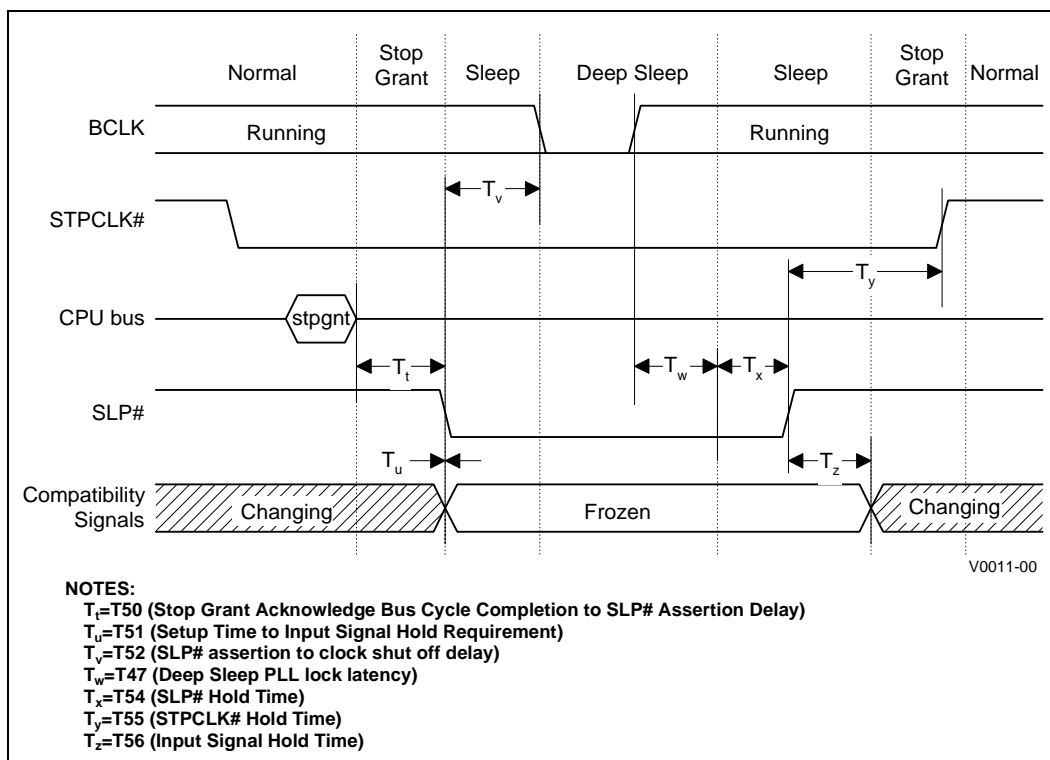 Normal
Stop
Grant
Sleep
Deep Sleep
Sleep
Stop
Grant
Normal
BCLK
Running
Running
Tv
STPCLK#
Ty
CPU bus
stpgnt
Tt
Tw
Tx
SLP#
Tu
Tz
Compatibility
Signals
Changing
Frozen
Changing
V0011-00
NOTES:
Tt=T50 (Stop Grant Acknowledge Bus Cycle Completion to SLP# Assertion Delay)
Tu=T51 (Setup Time to Input Signal Hold Requirement)
Tv=T52 (SLP# assertion to clock shut off delay)
Tw=T47 (Deep Sleep PLL lock latency)
Tx=T54 (SLP# Hold Time)
Ty=T55 (STPCLK# Hold Time)
Tz=T56 (Input Signal Hold Time)